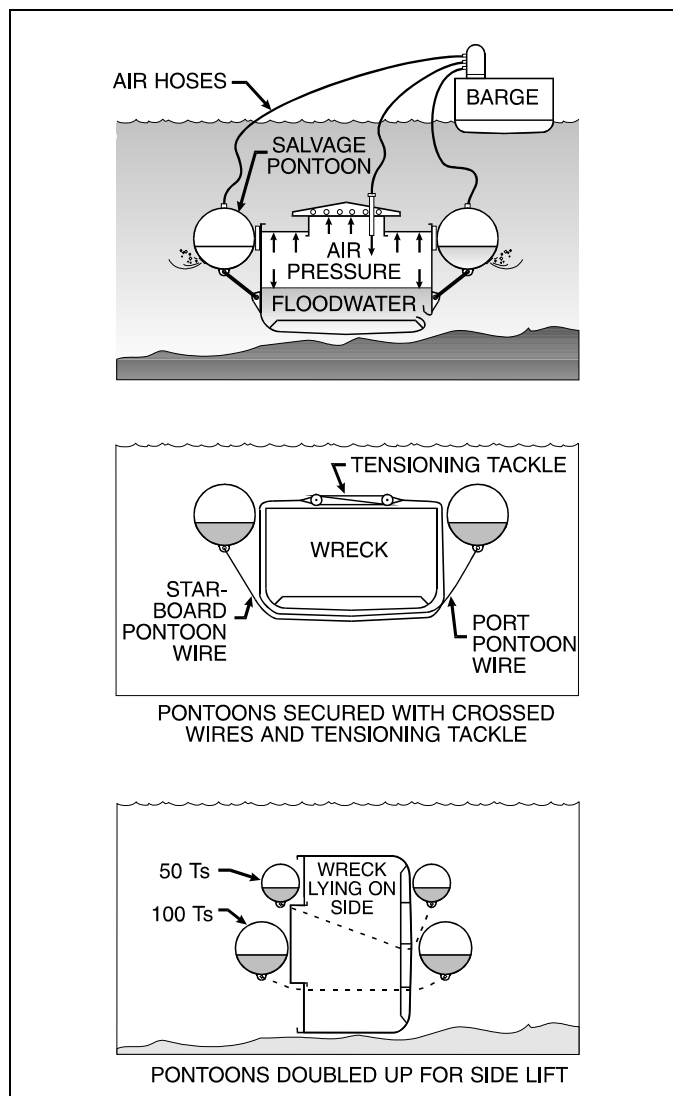 AIR HOSES
BARGE
SALVAGE
PONTOON
AIR
PRESSURE
FLOODWATER
TENSIONING TACKLE
WRECK
STAR-
BOARD
PONTOON
WIRE
PORT
PONTOON
WIRE
PONTOONS SECURED WITH CROSSED
WIRES AND TENSIONING TACKLE
50 Ts
WRECK
LYING ON
SIDE
100 Ts
PONTOONS DOUBLED UP FOR SIDE LIFT